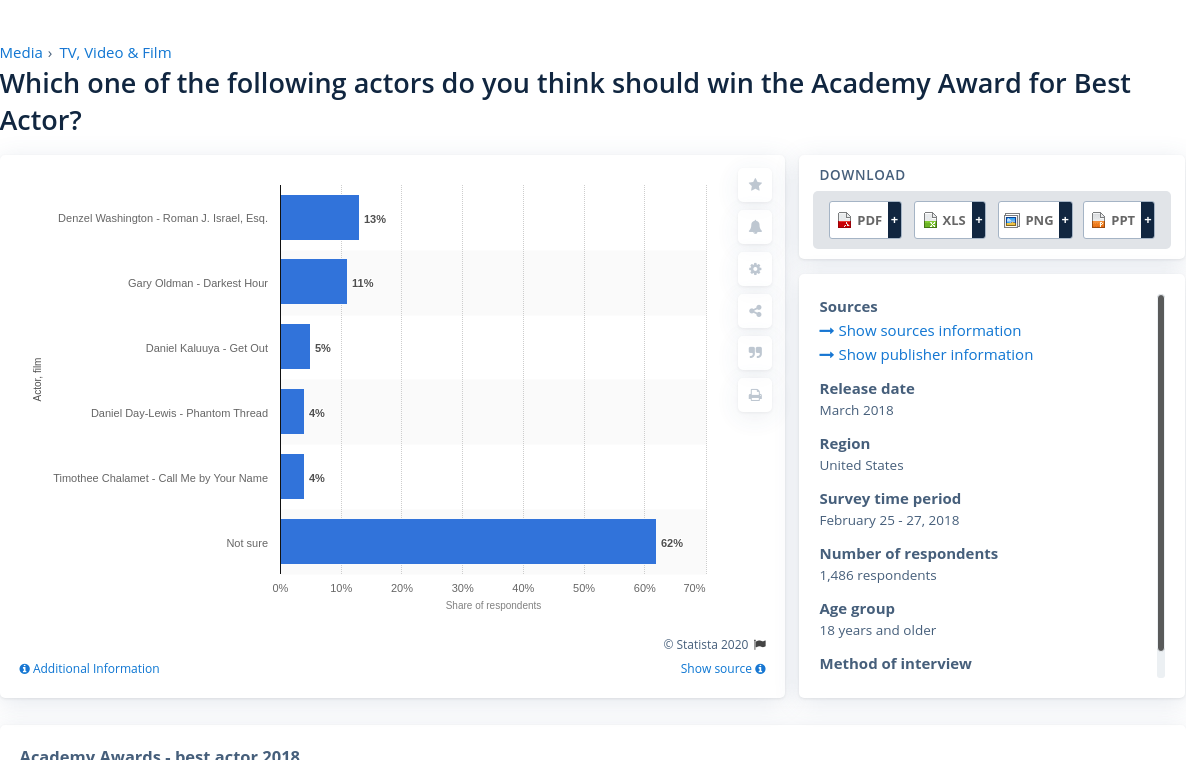 Media › TV, Video & Film
Which one of the following actors do you think should win the Academy Award for Best
Actor?
Actor, film
Denzel Washington - Roman J. Israel, Esq.
13%
Gary Oldman - Darkest Hour
11%
Daniel Kaluuya - Get Out
5%
Daniel Day-Lewis - Phantom Thread
4%
Timothee Chalamet - Call Me by Your Name
4%
Not sure
62%
0% 10% 20% 30% 40% 50% 60% 70%
Share of respondents
© Statista 2020
Additional Information
Show source
DOWNLOAD
PDF + XLS + PNG + PPT +
Sources
Show sources information
Show publisher information
Release date
March 2018
Region
United States
Survey time period
February 25 - 27, 2018
Number of respondents
1,486 respondents
Age group
18 years and older
Method of interview
Academy Awards - best actor 2018